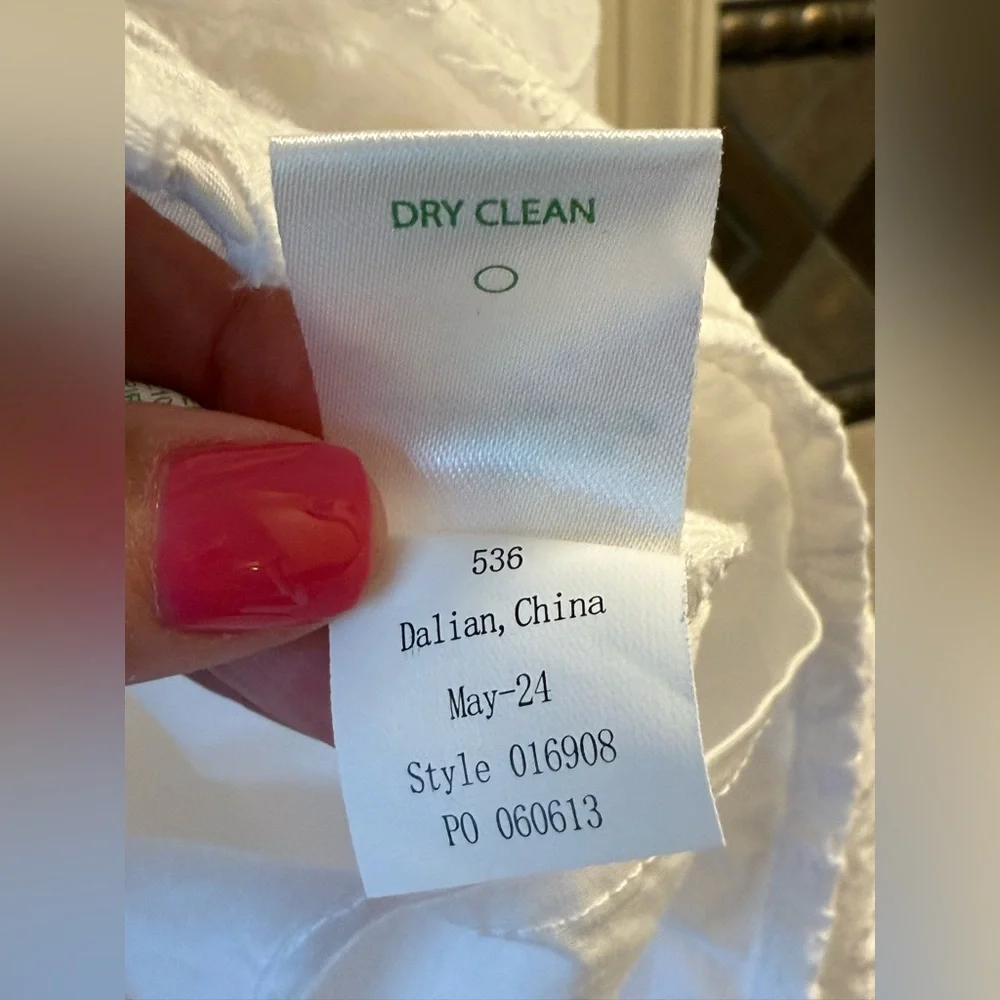 DRY CLEAN
536
Dalian, China
May-24
Style 016908
PO 060613